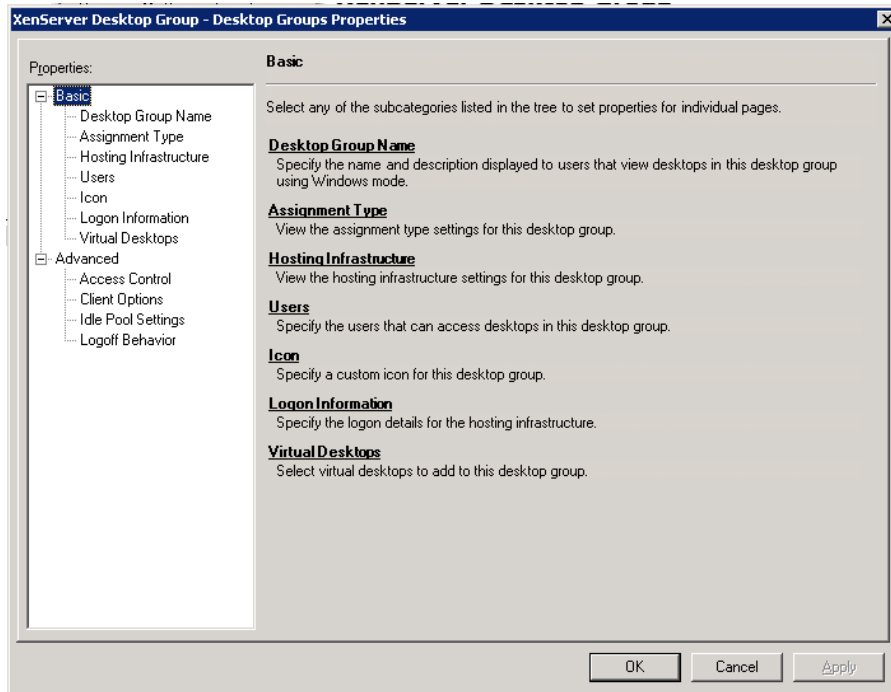 XenServer Desktop Group - Desktop Groups Properties
Properties:
Basic
Desktop Group Name
Assignment Type
Hosting Infrastructure
Users
Icon
Logon Information
Virtual Desktops
Advanced
Access Control
Client Options
Idle Pool Settings
Logoff Behavior
Basic
Select any of the subcategories listed in the tree to set properties for individual pages.
Desktop Group Name
Specify the name and description displayed to users that view desktops in this desktop group
using Windows mode.
Assignment Type
View the assignment type settings for this desktop group.
Hosting Infrastructure
View the hosting infrastructure settings for this desktop group.
Users
Specify the users that can access desktops in this desktop group.
Icon
Specify a custom icon for this desktop group.
Logon Information
Specify the logon details for the hosting infrastructure.
Virtual Desktops
Select virtual desktops to add to this desktop group.
OK
Cancel
Apply